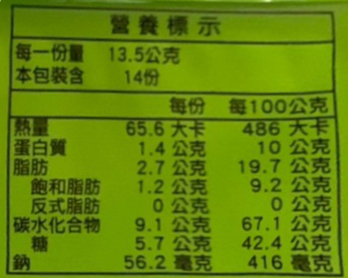 營養標示
每一份量 13.5公克
本包裝含 14份
每份 每100公克
熱量 65.6 大卡 486 大卡
蛋白質 1.4 公克 10 公克
脂肪 2.7 公克 19.7 公克
飽和脂肪 1.2 公克 9.2 公克
反式脂肪 0 公克 0 公克
碳水化合物 9.1 公克 67.1 公克
糖 5.7 公克 42.4 公克
鈉 56.2 毫克 416 毫克